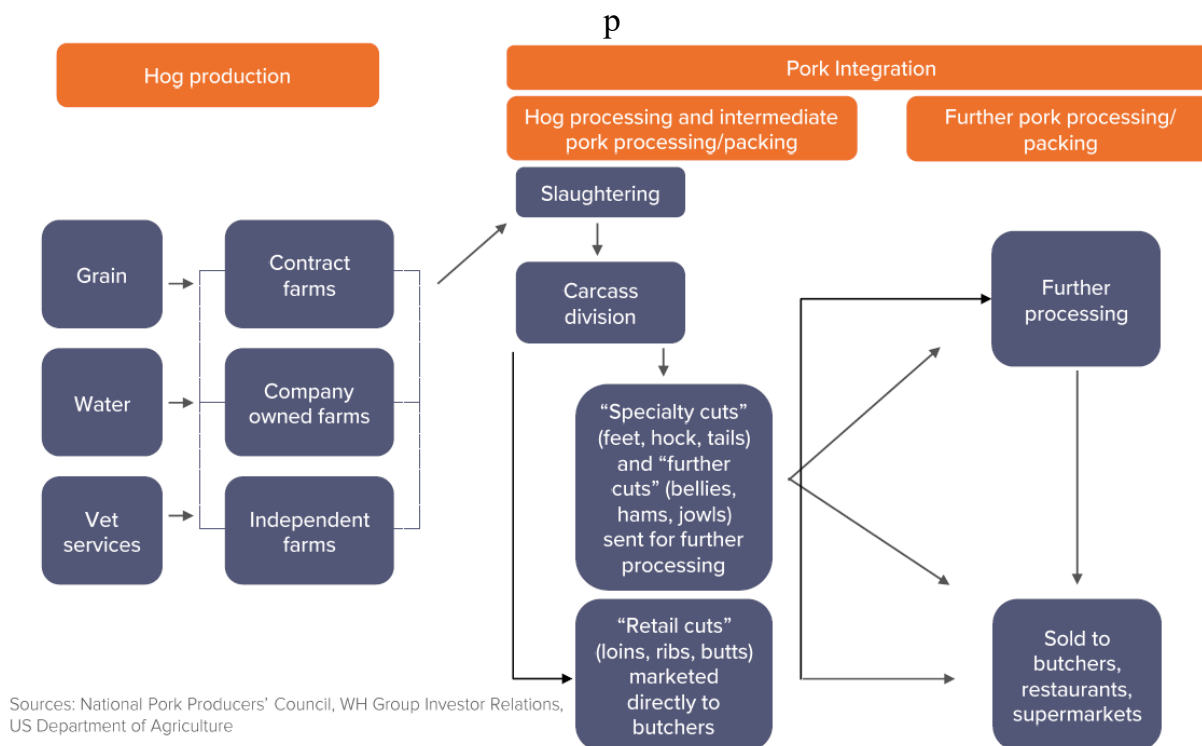 p
Hog production
Pork Integration
Hog processing and intermediate
pork processing/packing
Further pork processing/
packing
Slaughtering
Grain
Contract
farms
Carcass
division
Further
processing
Water
Company
owned farms
“Specialty cuts”
(feet, hock, tails)
and “further
cuts” (bellies,
hams, jowls)
sent for further
processing
Vet
services
Independent
farms
“Retail cuts”
(loins, ribs, butts)
marketed
directly to
butchers
Sold to
butchers,
restaurants,
supermarkets
Sources: National Pork Producers’ Council, WH Group Investor Relations,
US Department of Agriculture